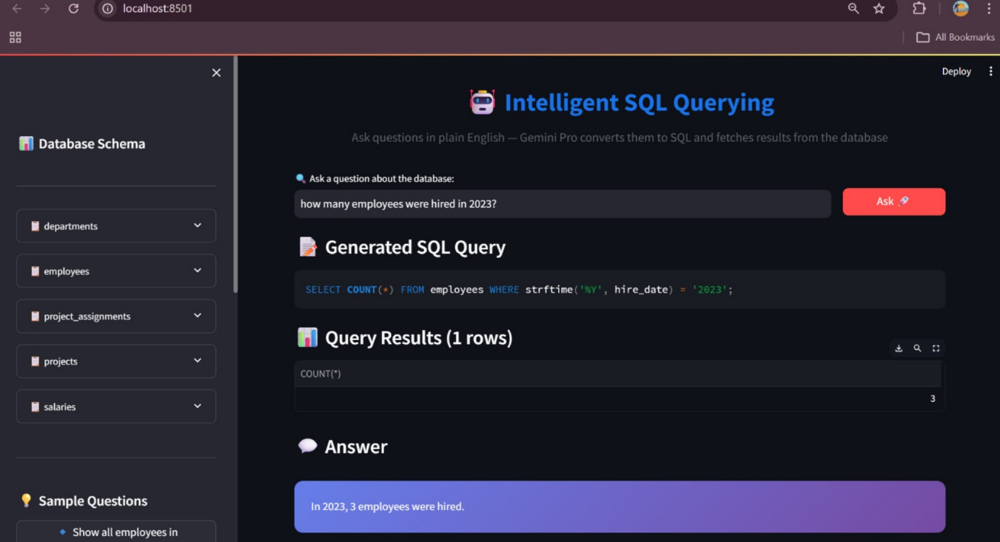 localhost:8501
All Bookmarks
Deploy
Intelligent SQL Querying
Ask questions in plain English — Gemini Pro converts them to SQL and fetches results from the database
Database Schema
departments
employees
project_assignments
projects
salaries
Sample Questions
Show all employees in
Ask a question about the database:
how many employees were hired in 2023?
Ask
Generated SQL Query
SELECT COUNT(*) FROM employees WHERE strftime('%Y', hire_date) = '2023';
Query Results (1 rows)
COUNT(*)
3
Answer
In 2023, 3 employees were hired.